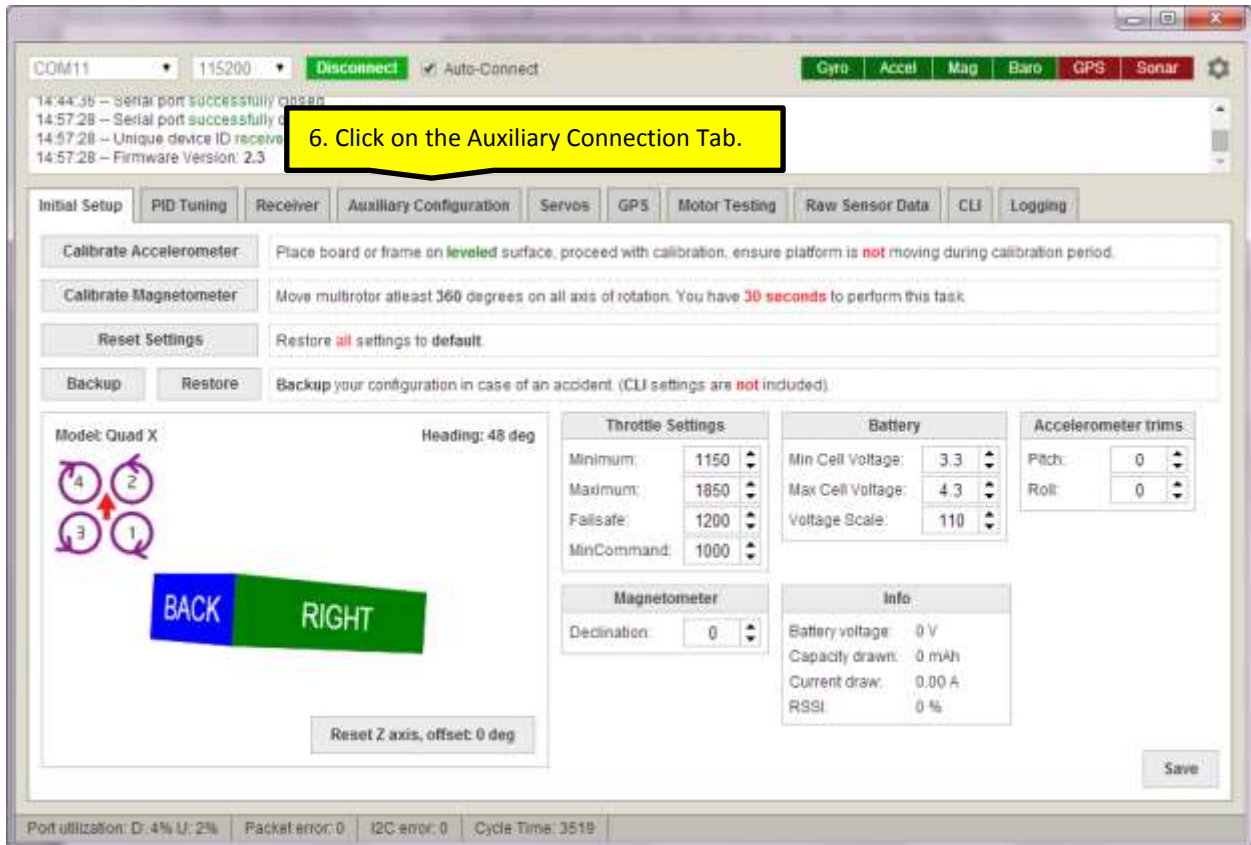 COM11 115200 Disconnect Auto-Connect Gyro Accel Mag Baro GPS Sonar
14:44:36 -- Serial port successfully closed
14:57:28 -- Serial port successfully
14:57:28 -- Unique device ID
14:57:28 -- Firmware Version: 2.3
6. Click on the Auxiliary Connection Tab.
Initial Setup PID Tuning Receiver Auxiliary Configuration Servos GPS Motor Testing Raw Sensor Data CLI Logging
Calibrate Accelerometer Place board or frame on leveled surface, proceed with calibration, ensure platform is not moving during calibration period.
Calibrate Magnetometer Move multirotor atleast 360 degrees on all axis of rotation. You have 30 seconds to perform this task.
Reset Settings Restore all settings to default.
Backup Restore Backup your configuration in case of an accident. (CLI settings are not included).
Model: Quad X Heading: 48 deg
4 2
3 1
BACK RIGHT
Reset Z axis, offset: 0 deg
Throttle Settings
Minimum: 1150
Maximum: 1850
Failsafe: 1200
MinCommand: 1000
Battery
Min Cell Voltage: 3.3
Max Cell Voltage: 4.3
Voltage Scale: 110
Accelerometer trims
Pitch: 0
Roll: 0
Magnetometer
Declination: 0
Info
Battery voltage: 0 V
Capacity drawn: 0 mAh
Current draw: 0.00 A
RSSI: 0 %
Save
Port utilization: D: 4% U: 2% Packet error: 0 I2C error: 0 Cycle Time: 3519